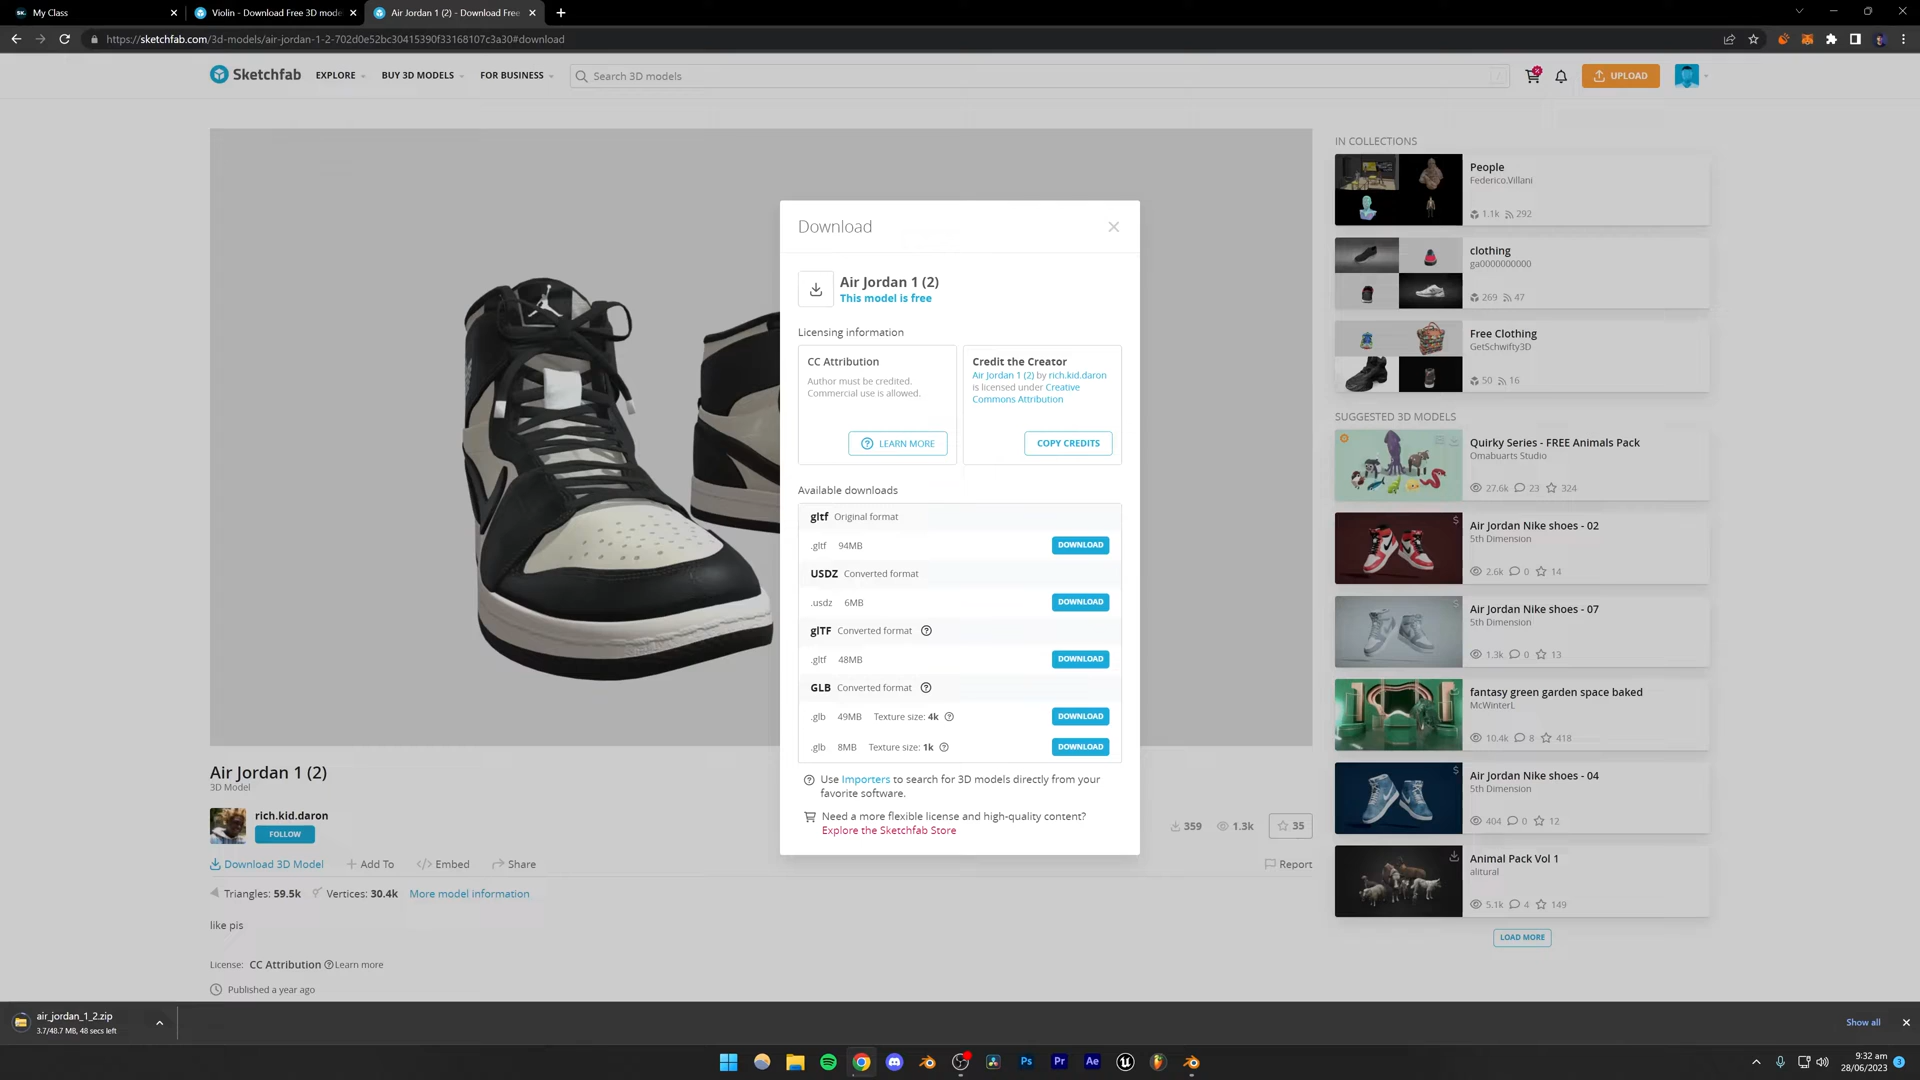 My Class
Violin - Download Free 3D mode
Air Jordan 1 (2) - Download Free
https://sketchfab.com/3d-models/air-jordan-1-2-702d0e52bc30415390f33168107c3a30#download
Sketchfab
EXPLORE
BUY 3D MODELS
FOR BUSINESS
Search 3D models
UPLOAD
Download
Air Jordan 1 (2)
This model is free
Licensing information
CC Attribution
Author must be credited.
Commercial use is allowed.
LEARN MORE
Credit the Creator
Air Jordan 1 (2) by rich.kid.daron
is licensed under Creative
Commons Attribution
COPY CREDITS
Available downloads
gltf Original format
.gltf 94MB DOWNLOAD
USDZ Converted format
.usdz 6MB DOWNLOAD
glTF Converted format
.gltf 48MB DOWNLOAD
GLB Converted format
.glb 49MB Texture size: 4k DOWNLOAD
.glb 8MB Texture size: 1k DOWNLOAD
Use Importers to search for 3D models directly from your
favorite software.
Need a more flexible license and high-quality content?
Explore the Sketchfab Store
IN COLLECTIONS
People
Federico.Villani
1.1k 292
clothing
ga0000000000
269 47
Free Clothing
GetSchwifty3D
50 16
SUGGESTED 3D MODELS
Quirky Series - FREE Animals Pack
Omabuarts Studio
27.6k 23 324
Air Jordan Nike shoes - 02
5th Dimension
2.6k 0 14
Air Jordan Nike shoes - 07
5th Dimension
1.3k 0 13
fantasy green garden space baked
McWinterL
10.4k 8 418
Air Jordan Nike shoes - 04
5th Dimension
404 0 12
Animal Pack Vol 1
alitural
5.1k 4 149
LOAD MORE
Air Jordan 1 (2)
3D Model
rich.kid.daron
FOLLOW
359 1.3k 35
Download 3D Model
Add To
Embed
Share
Report
Triangles: 59.5k Vertices: 30.4k More model information
like pis
License: CC Attribution Learn more
Published a year ago
air_jordan_1_2.zip
3.7/48.7 MB, 48 secs left
Show all
Ps
Pr
Ae
9:32 am
28/06/2023
3